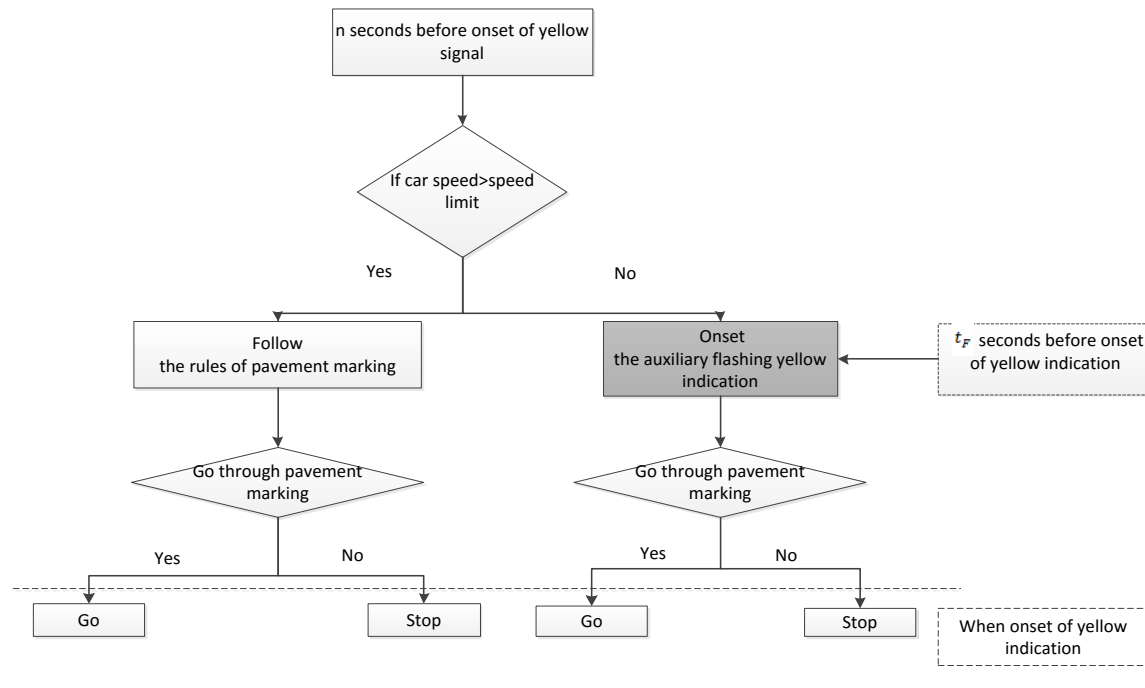 n seconds before onset of yellow
signal
If car speed>speed
limit
Yes
No
Follow
the rules of pavement marking
Onset
the auxiliary flashing yellow
indication
t_F seconds before onset
of yellow indication
Go through pavement
marking
Go through pavement
marking
Yes
No
Yes
No
Go
Stop
Go
Stop
When onset of yellow
indication